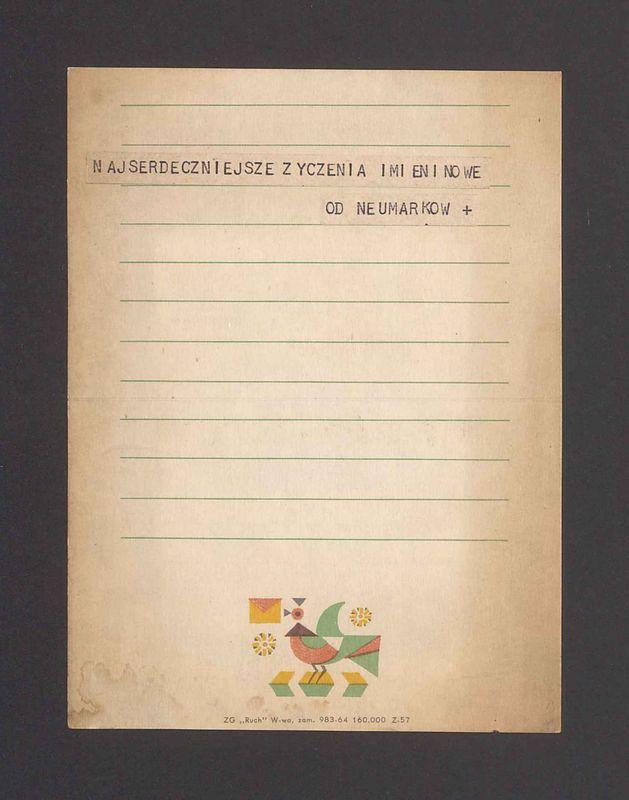 NAJSERDECZNIEJSZE ZYCZENIA IMIENINOWE
OD NEUMARKOW +
ZG „Ruch" W-wa, zam. 983-64 160.000 Z-57